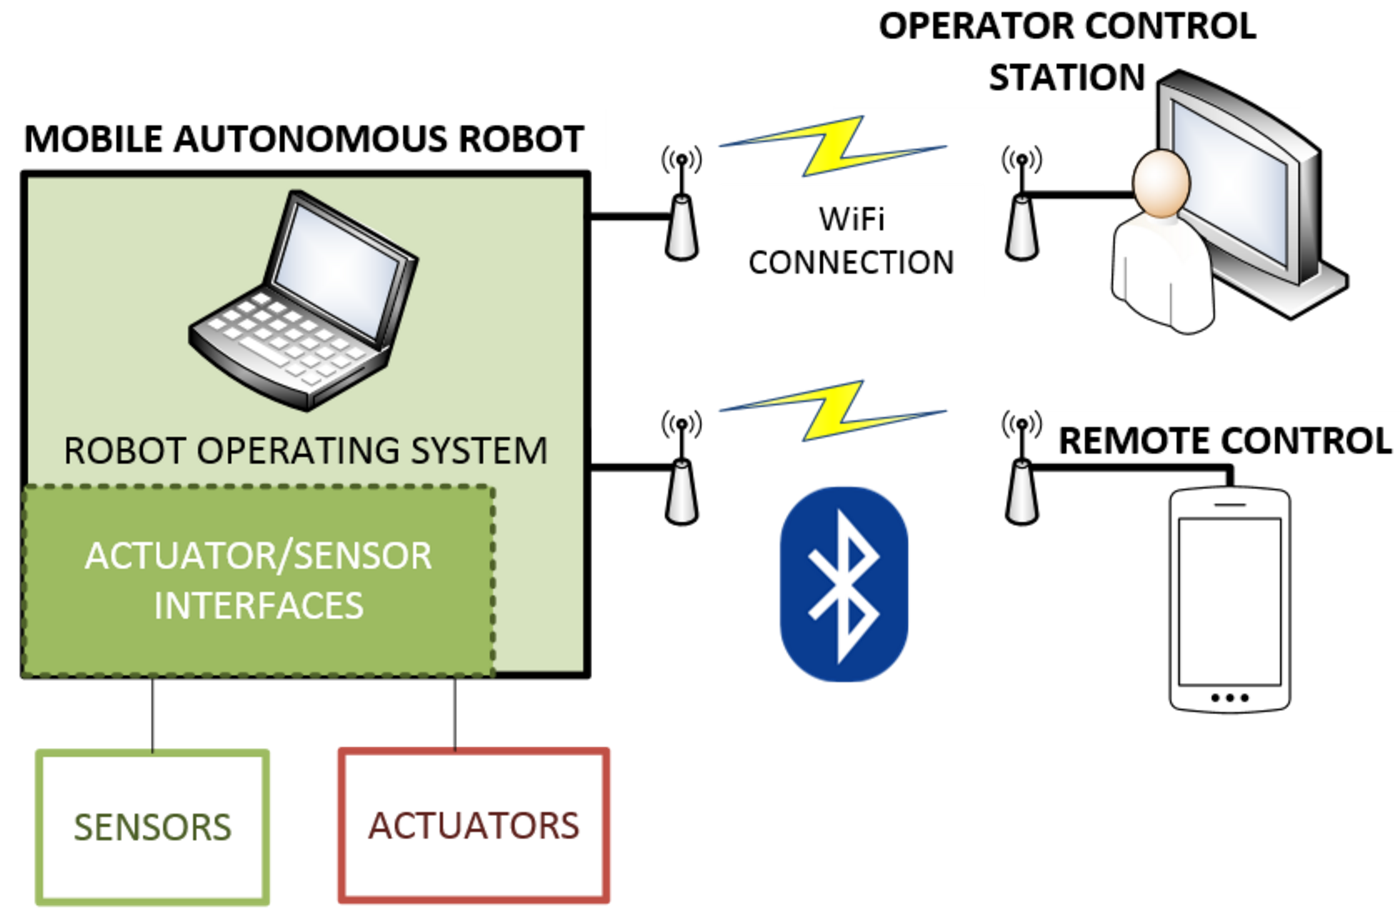 OPERATOR CONTROL
STATION
MOBILE AUTONOMOUS ROBOT
WiFi
CONNECTION
ROBOT OPERATING SYSTEM
REMOTE CONTROL
ACTUATOR/SENSOR
INTERFACES
SENSORS
ACTUATORS